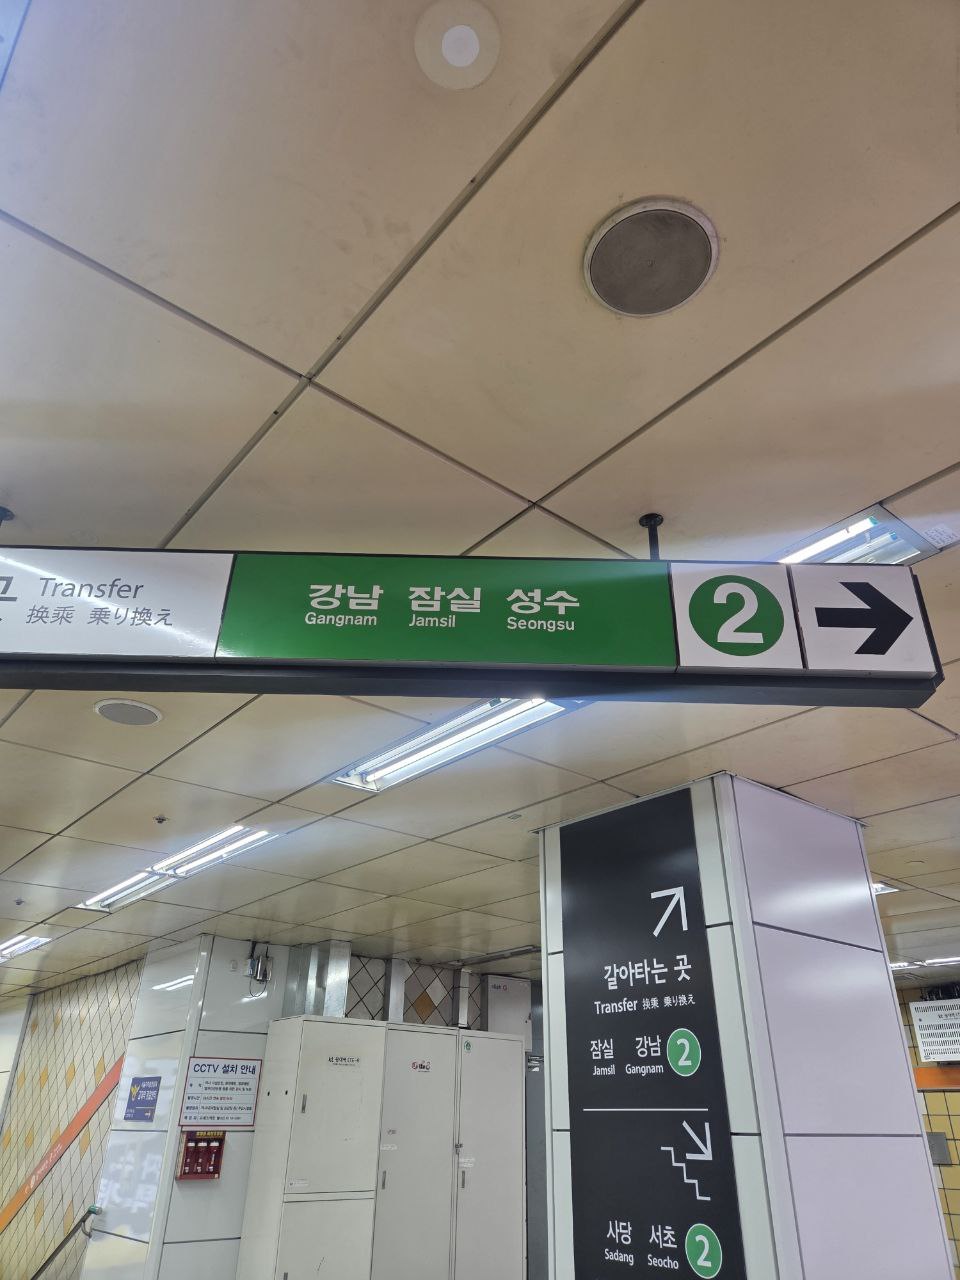 Transfer
换乘 乗り換え
강남 잠실 성수
Gangnam Jamsil Seongsu
2
갈아타는 곳
Transfer 换乘 乗り換え
잠실 강남 2
Jamsil Gangnam
사당 서초 2
Sadang Seocho
CCTV 설치 안내